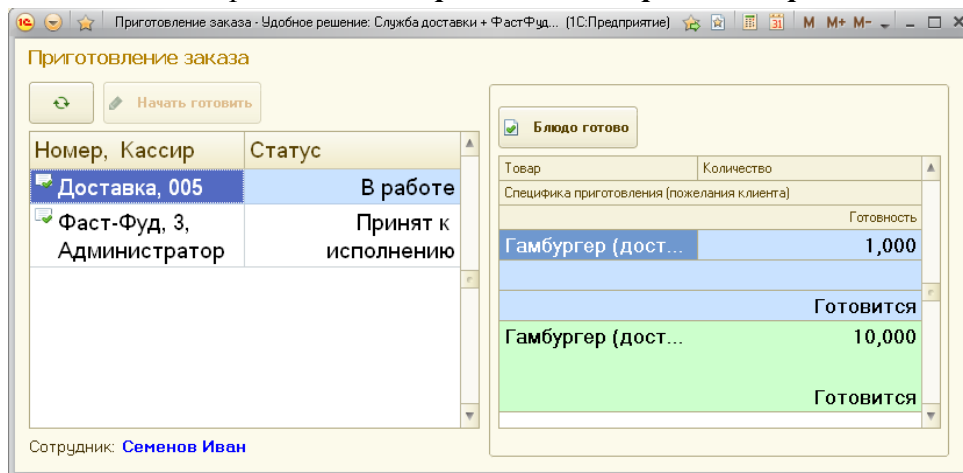 Приготовление заказа - Удобное решение: Служба доставки + ФастФуд... (1С:Предприятие)
M M+ M-
Приготовление заказа
Начать готовить
Номер, Кассир Статус
Доставка, 005 В работе
Фаст-Фуд, 3, Принят к
Администратор исполнению
Сотрудник: Семенов Иван
Блюдо готово
Товар Количество
Специфика приготовления (пожелания клиента)
Готовность
Гамбургер (дост... 1,000
Готовится
Гамбургер (дост... 10,000
Готовится